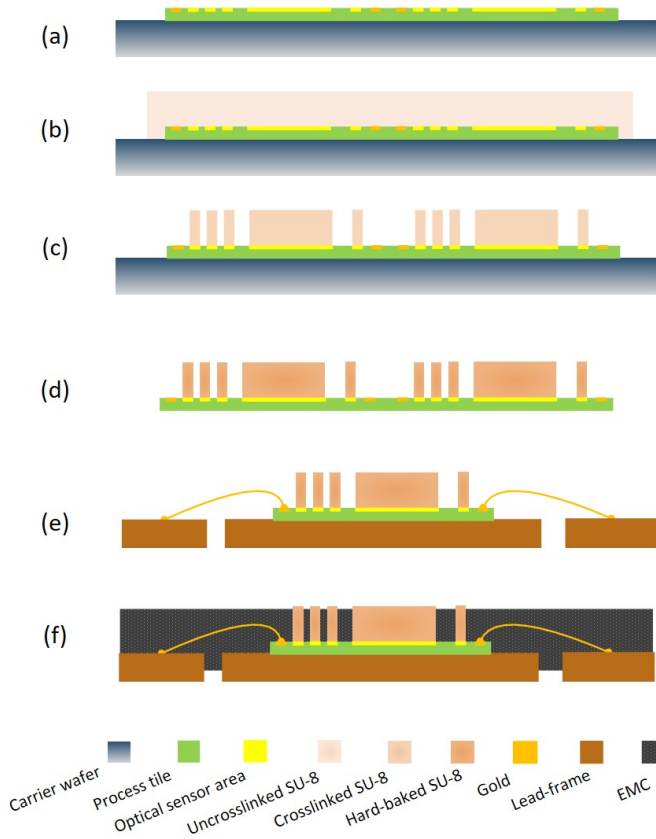 (a)
(b)
(c)
(d)
(e)
(f)
Carrier wafer
Process tile
Optical sensor area
Uncrosslinked SU-8
Crosslinked SU-8
Hard-baked SU-8
Gold
Lead-frame
EMC